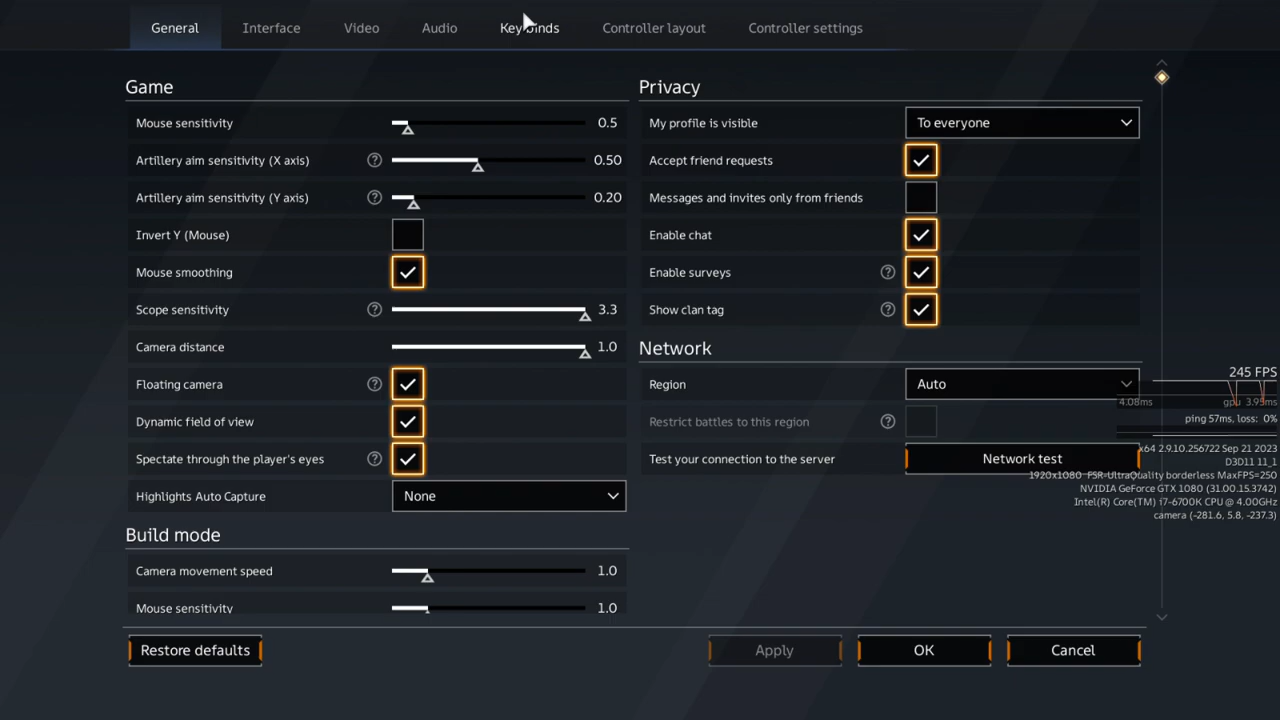 General Interface Video Audio Keybinds Controller layout Controller settings
Game
Mouse sensitivity 0.5
Artillery aim sensitivity (X axis) ? 0.50
Artillery aim sensitivity (Y axis) ? 0.20
Invert Y (Mouse)
Mouse smoothing
Scope sensitivity ? 3.3
Camera distance 1.0
Floating camera ?
Dynamic field of view
Spectate through the player's eyes ?
Highlights Auto Capture None
Build mode
Camera movement speed 1.0
Mouse sensitivity 1.0
Privacy
My profile is visible To everyone
Accept friend requests
Messages and invites only from friends
Enable chat
Enable surveys ?
Show clan tag ?
Network
Region Auto
Restrict battles to this region ?
Test your connection to the server Network test
245 FPS
4.08ms gpu 3.95ms
ping 57ms, loss: 0%
x64 2.9.10.256722 Sep 21 2023
D3D11 11_1
1920x1080 FSR-UltraQuality borderless MaxFPS=250
NVIDIA GeForce GTX 1080 (31.00.15.3742)
Intel(R) Core(TM) i7-6700K CPU @ 4.00GHz
camera (-281.6, 5.8, -237.3)
Restore defaults Apply OK Cancel